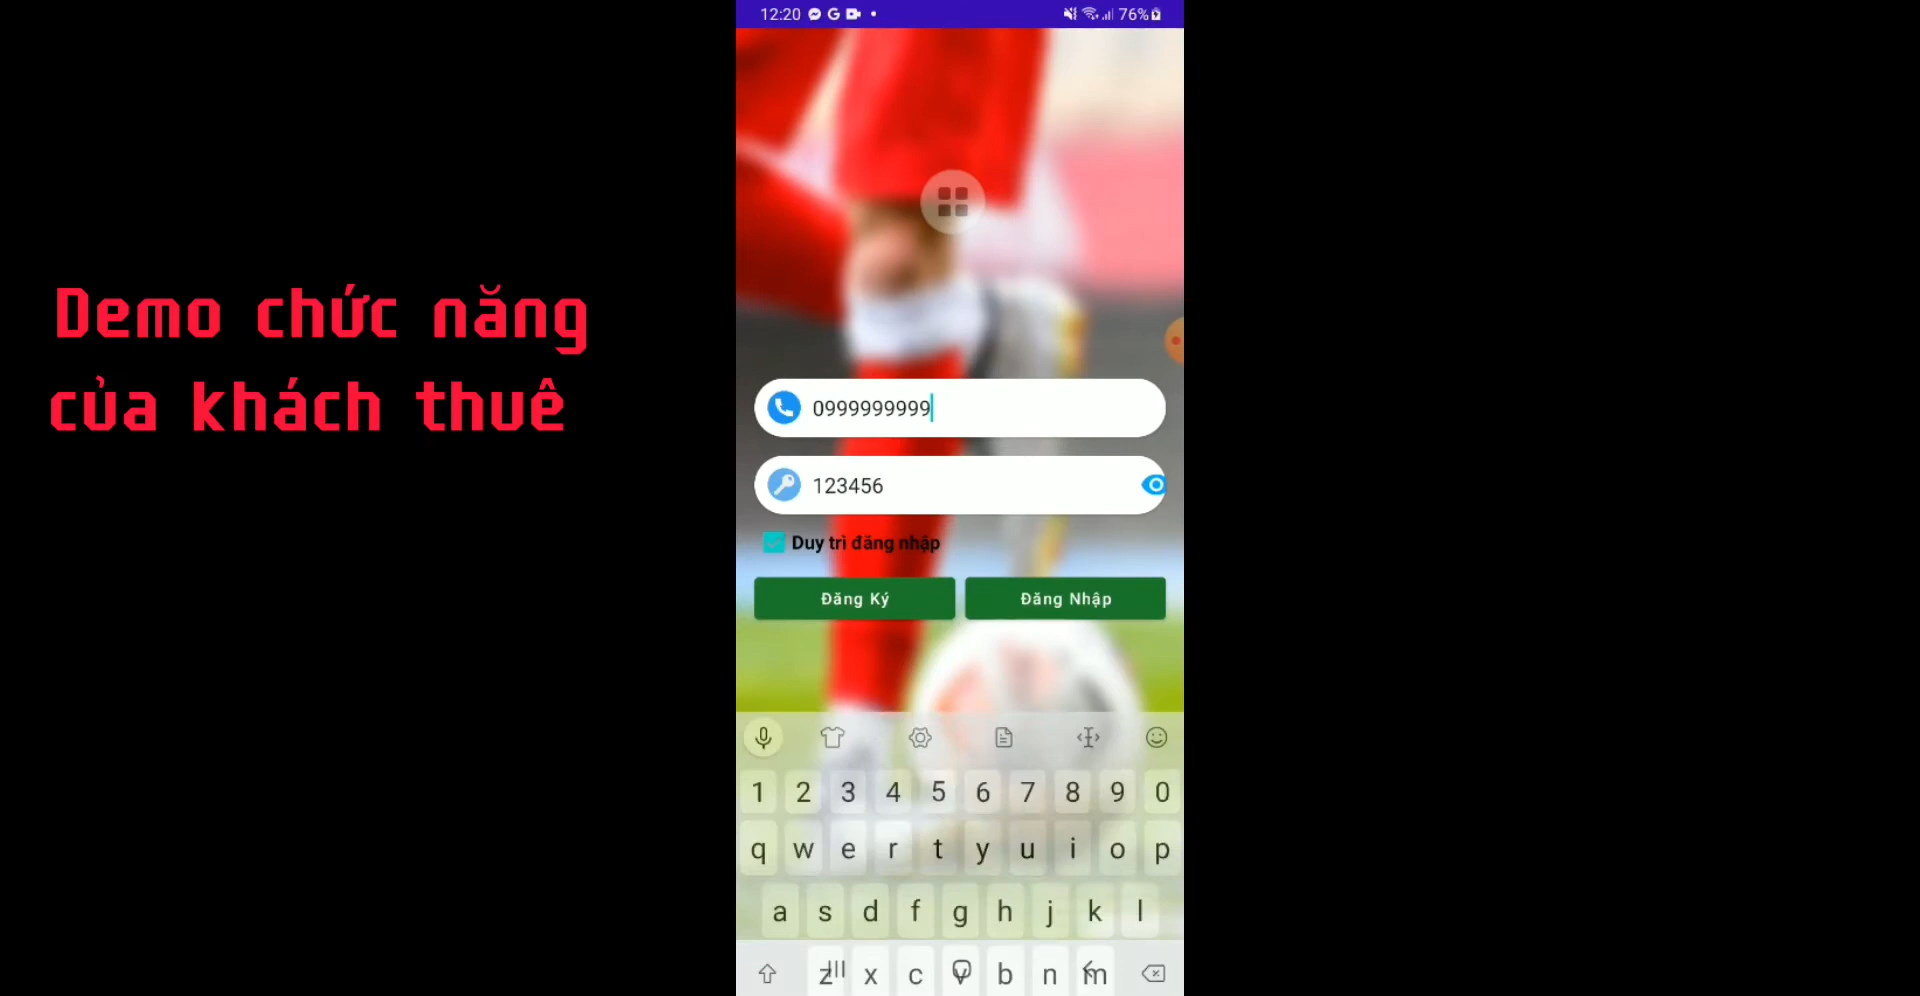 12:20
76%
Demo chức năng
của khách thuê
0999999999
123456
Duy trì đăng nhập
Đăng Ký
Đăng Nhập
1 2 3 4 5 6 7 8 9 0
q w e r t y u i o p
a s d f g h j k l
z x c v b n m